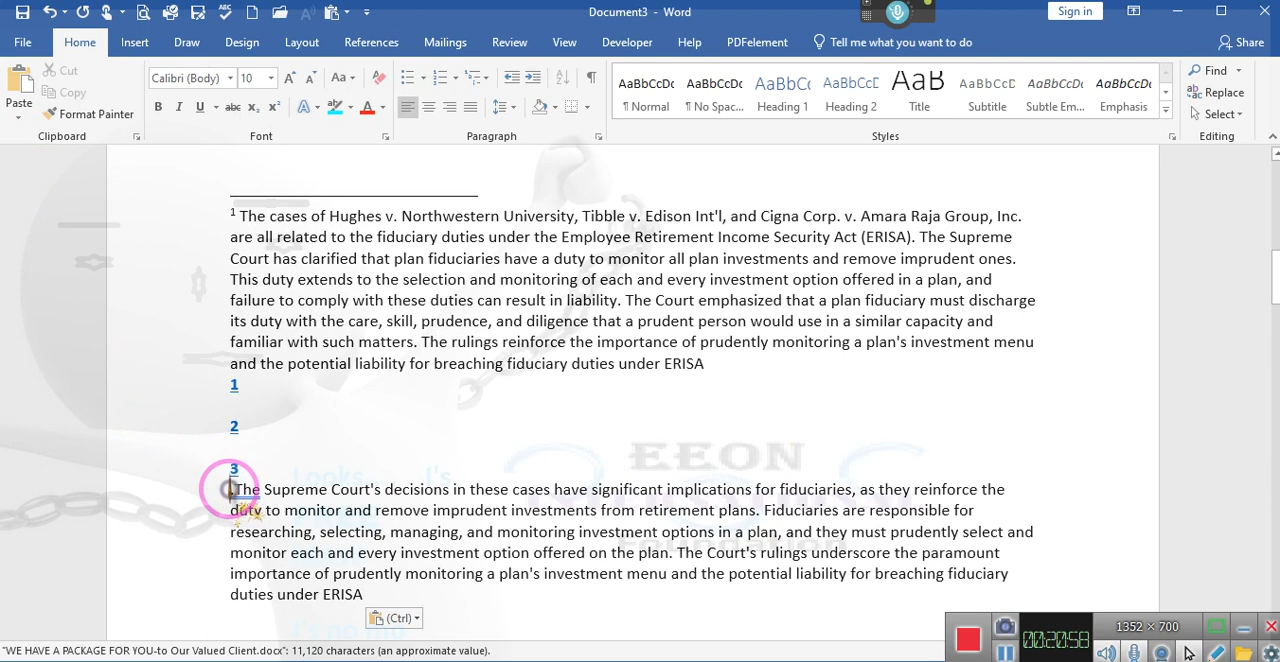 Document3 - Word
Sign in
File Home Insert Draw Design Layout References Mailings Review View Developer Help PDFelement Tell me what you want to do Share
Paste
Cut
Copy
Format Painter
Clipboard
Calibri (Body) 10
Font
Paragraph
AaBbCcDc AaBbCcDc AaBbCcD AaBbCcD AaB AaBbCcD AaBbCcDc AaBbCcDc
¶ Normal ¶ No Spac... Heading 1 Heading 2 Title Subtitle Subtle Em... Emphasis
Styles
Find
Replace
Select
Editing
1 The cases of Hughes v. Northwestern University, Tibble v. Edison Int'l, and Cigna Corp. v. Amara Raja Group, Inc.
are all related to the fiduciary duties under the Employee Retirement Income Security Act (ERISA). The Supreme
Court has clarified that plan fiduciaries have a duty to monitor all plan investments and remove imprudent ones.
This duty extends to the selection and monitoring of each and every investment option offered in a plan, and
failure to comply with these duties can result in liability. The Court emphasized that a plan fiduciary must discharge
its duty with the care, skill, prudence, and diligence that a prudent person would use in a similar capacity and
familiar with such matters. The rulings reinforce the importance of prudently monitoring a plan's investment menu
and the potential liability for breaching fiduciary duties under ERISA
1
2
3
.The Supreme Court's decisions in these cases have significant implications for fiduciaries, as they reinforce the
duty to monitor and remove imprudent investments from retirement plans. Fiduciaries are responsible for
researching, selecting, managing, and monitoring investment options in a plan, and they must prudently select and
monitor each and every investment option offered on the plan. The Court's rulings underscore the paramount
importance of prudently monitoring a plan's investment menu and the potential liability for breaching fiduciary
duties under ERISA
(Ctrl)
EEON
Foundation
Looks
I's no mo
1352 × 700
00:20:58
"WE HAVE A PACKAGE FOR YOU-to Our Valued Client.docx": 11,120 characters (an approximate value).